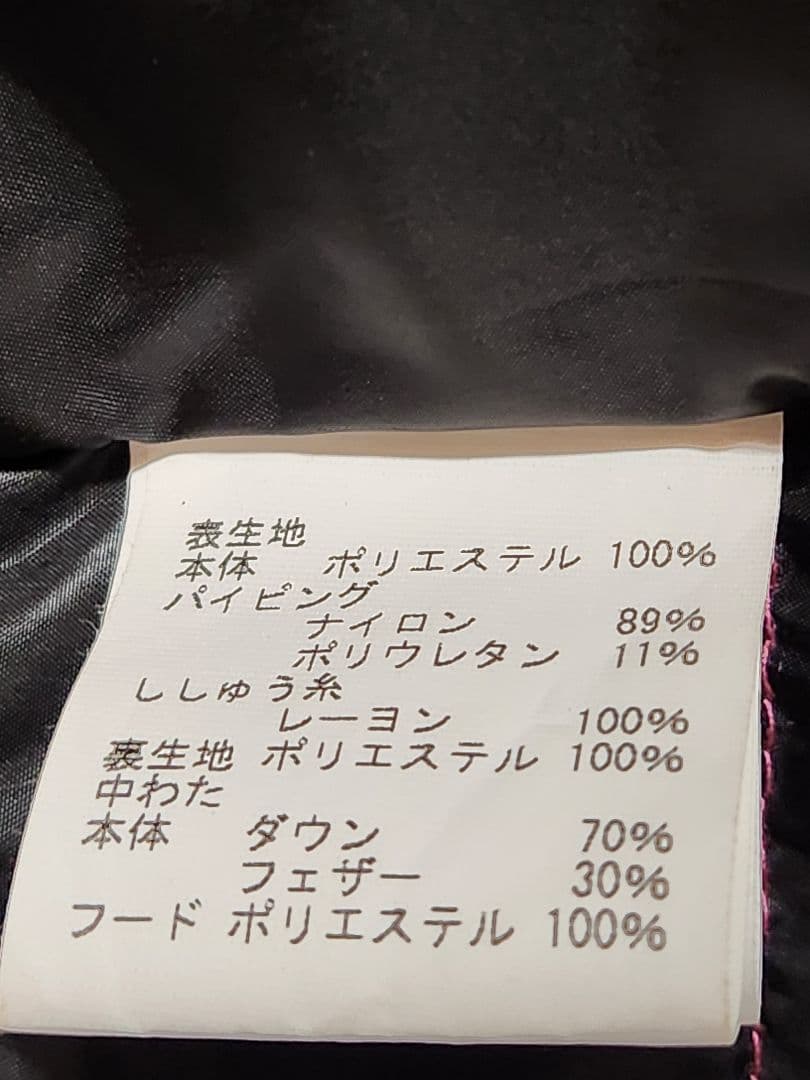 表生地
本体 ポリエステル 100%
パイピング
ナイロン 89%
ポリウレタン 11%
ししゅう糸
レーヨン 100%
裏生地 ポリエステル 100%
中わた
本体 ダウン 70%
フェザー 30%
フード ポリエステル 100%